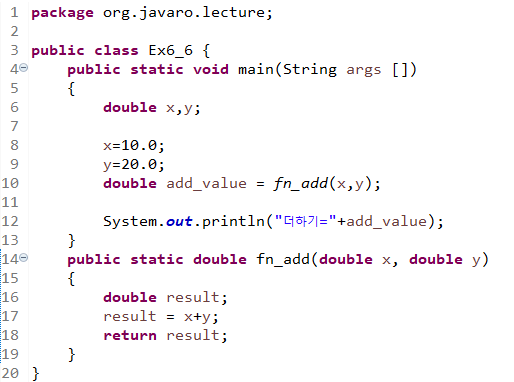 1 package org.javaro.lecture;
2
3 public class Ex6_6 {
4 public static void main(String args [])
5 {
6 double x,y;
7
8 x=10.0;
9 y=20.0;
10 double add_value = fn_add(x,y);
11
12 System.out.println("더하기="+add_value);
13 }
14 public static double fn_add(double x, double y)
15 {
16 double result;
17 result = x+y;
18 return result;
19 }
20 }